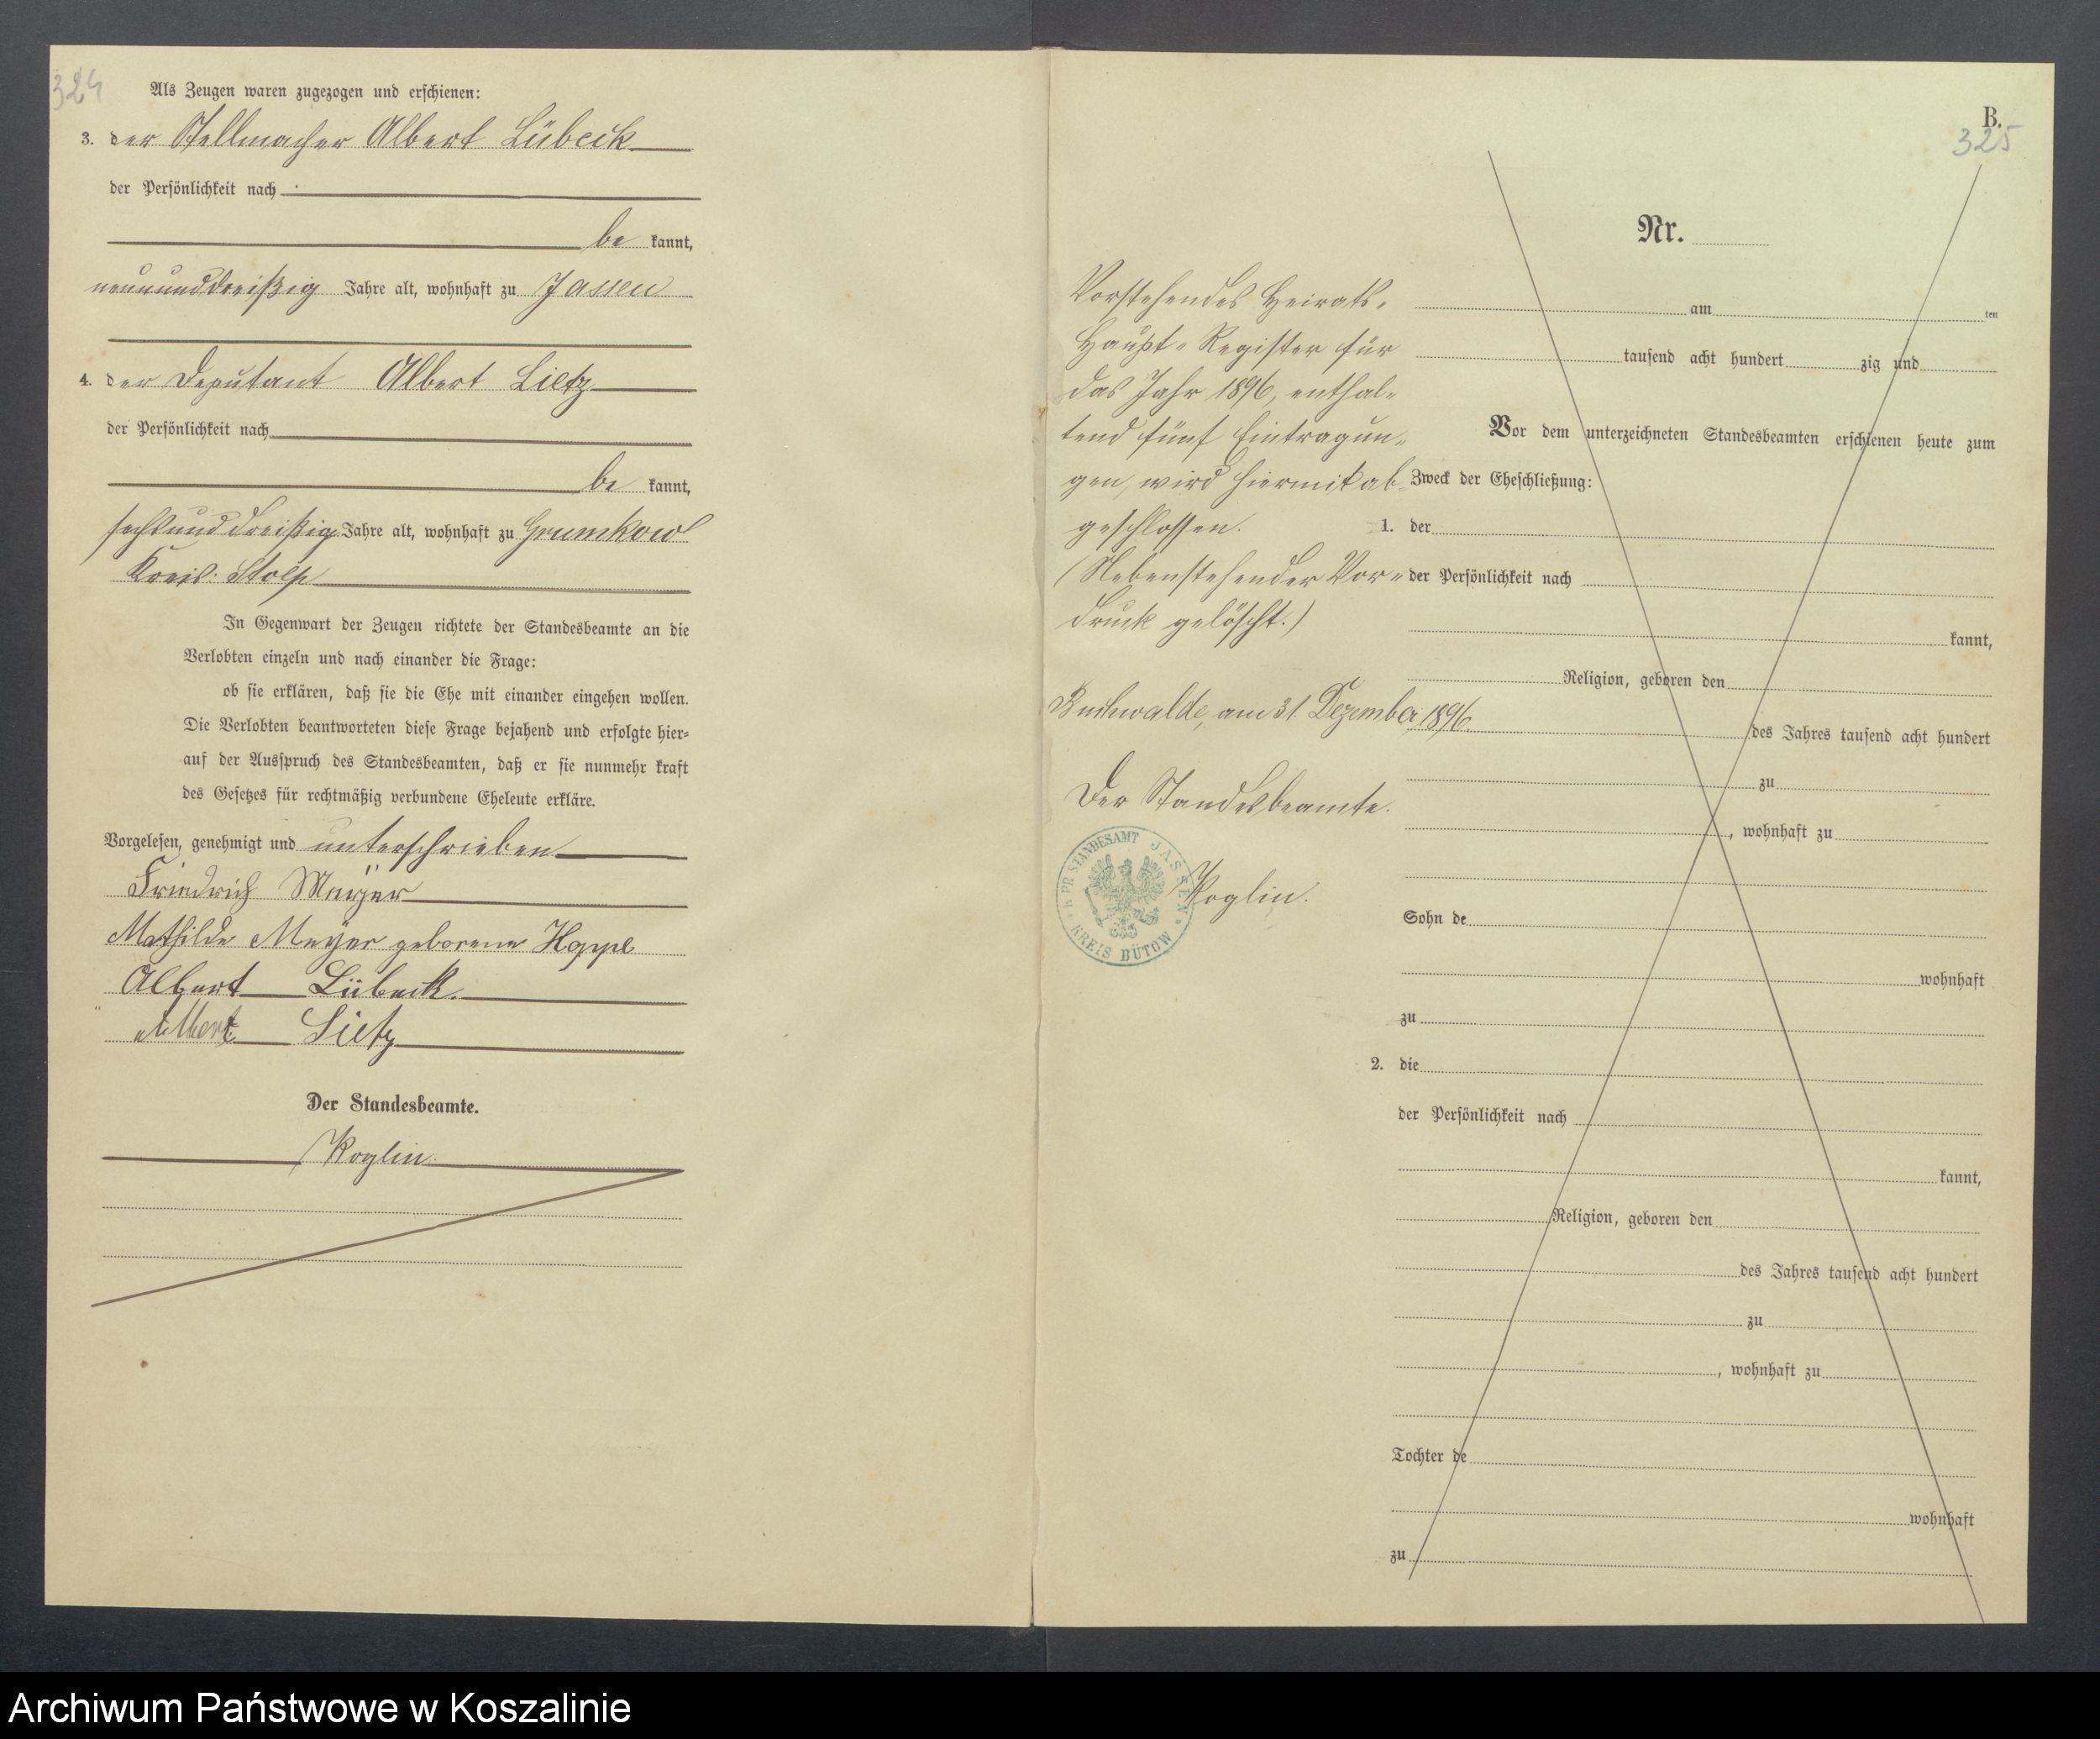 324
Als Zeugen waren zugezogen und erschienen:
3. der Stellmacher Albert Lübeck
der Persönlichkeit nach
be kannt,
neununddreißig Jahre alt, wohnhaft zu Jassen
4. der Deputant Albert Lietz
der Persönlichkeit nach
be kannt,
sechsunddreißig Jahre alt, wohnhaft zu Grumkow
Kreis Stolp
In Gegenwart der Zeugen richtete der Standesbeamte an die
Verlobten einzeln und nach einander die Frage:
ob sie erklären, daß sie die Ehe mit einander eingehen wollen.
Die Verlobten beantworteten diese Frage bejahend und erfolgte hier-
auf der Ausspruch des Standesbeamten, daß er sie nunmehr kraft
des Gesetzes für rechtmäßig verbundene Eheleute erkläre.
Vorgelesen, genehmigt und unterschrieben
Friedrich Meyer
Mathilde Meyer geborene Hoppe
Albert Lübeck.
Albert Lietz
Der Standesbeamte.
Koglin.
B.
325
Nr.
Vorstehendes Heirats-
Haupt-Register für
das Jahr 1896, enthal-
tend fünf Eintragun-
gen, wird hiermit ab-
geschlossen.
(Nebenstehender Vor-
druck gelöscht.)
Buchwalde, am 31. Dezember 1896.
Der Standesbeamte.
Koglin.
K. PR. STANDESAMT JASSEN
KREIS BÜTOW
am ten
tausend acht hundert zig und
Vor dem unterzeichneten Standesbeamten erschienen heute zum
Zweck der Eheschließung:
1. der
der Persönlichkeit nach
kannt,
Religion, geboren den
des Jahres tausend acht hundert
zu
, wohnhaft zu
Sohn de
wohnhaft
zu
2. die
der Persönlichkeit nach
kannt,
Religion, geboren den
des Jahres tausend acht hundert
zu
, wohnhaft zu
Tochter de
wohnhaft
zu
Archiwum Państwowe w Koszalinie